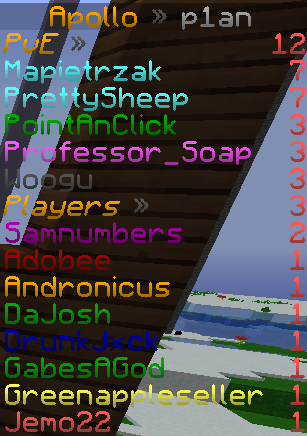 Apollo » p1an
PvE » 12
Mapietrzak 7
PrettySheep 7
PointAnClick 3
Professor_Soap 3
Woogu 3
Players » 3
Samnumbers 2
Adobee 1
Andronicus 1
DaJosh 1
DrunkJxck 1
GabesAGod 1
Greenappleseller 1
Jemo22 1